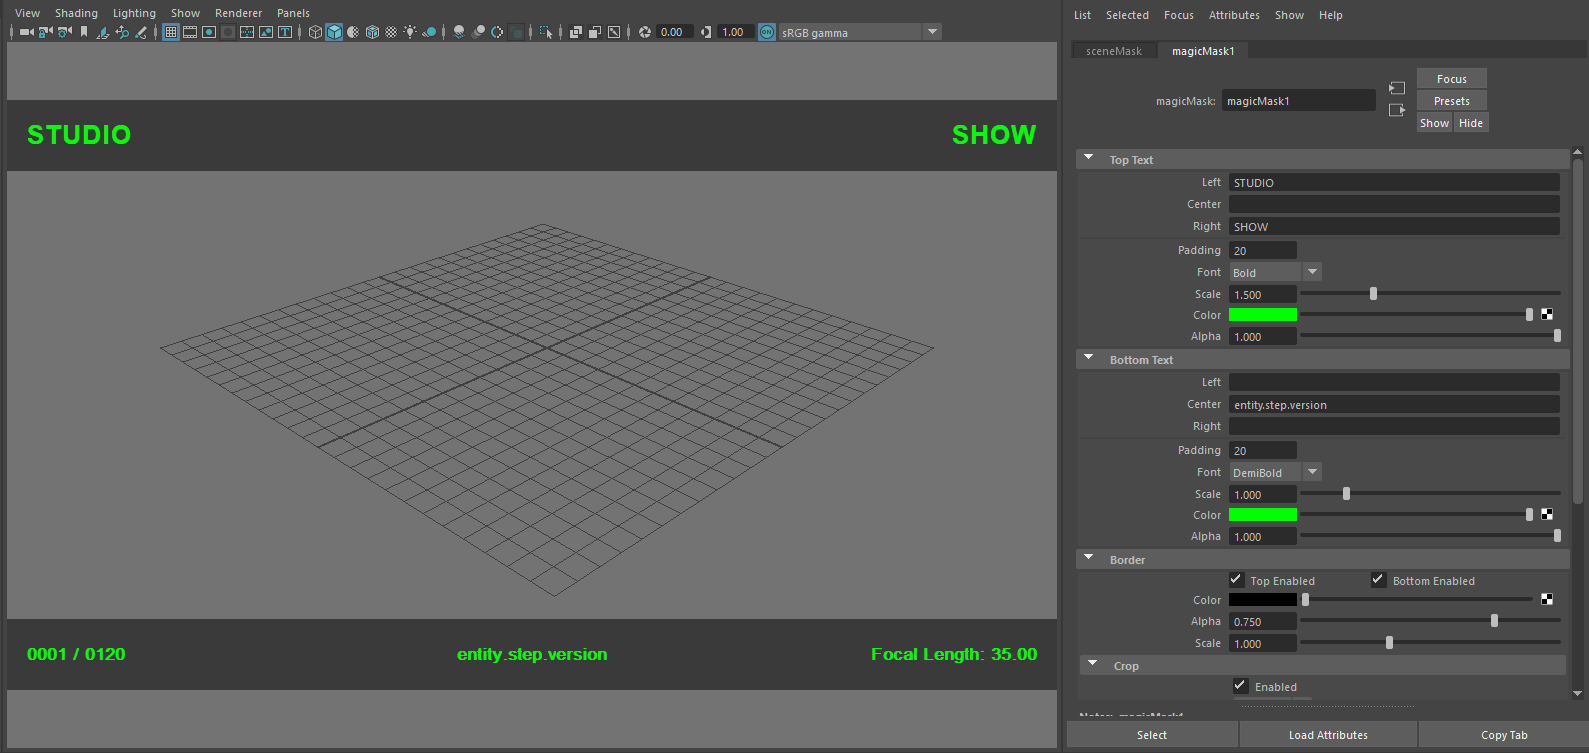 View Shading Lighting Show Renderer Panels
0.00 1.00 ON sRGB gamma
STUDIO SHOW
0001 / 0120 entity.step.version Focal Length: 35.00
List Selected Focus Attributes Show Help
sceneMask magicMask1
magicMask: magicMask1
Focus
Presets
Show Hide
Top Text
Left STUDIO
Center
Right SHOW
Padding 20
Font Bold
Scale 1.500
Color
Alpha 1.000
Bottom Text
Left
Center entity.step.version
Right
Padding 20
Font DemiBold
Scale 1.000
Color
Alpha 1.000
Border
Top Enabled Bottom Enabled
Color
Alpha 0.750
Scale 1.000
Crop
Enabled
Notes: magicMask1
Select Load Attributes Copy Tab